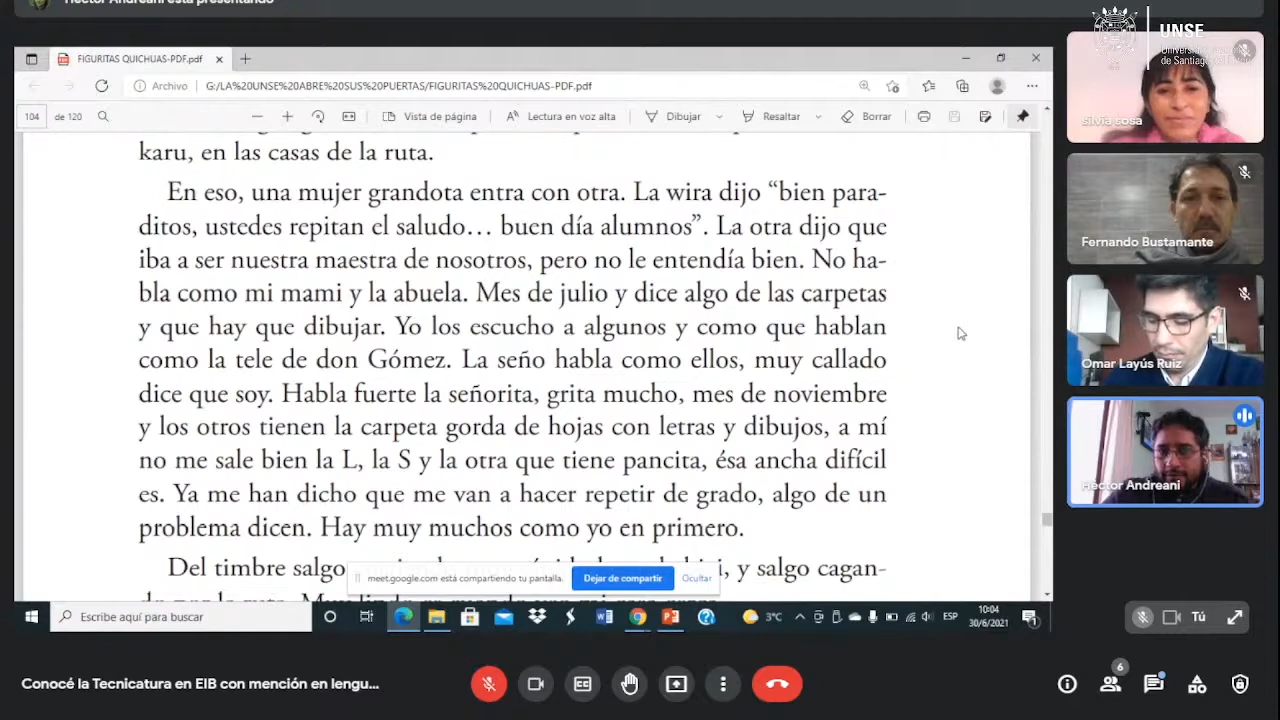 Héctor Andreani está presentando
UNSE
FIGURITAS QUICHUAS-PDF.pdf
Archivo
G:/LA%20UNSE%20ABRE%20SUS%20PUERTAS/FIGURITAS%20QUICHUAS-PDF.pdf
104 de 120
Vista de página
Lectura en voz alta
Dibujar
Resaltar
Borrar
karu, en las casas de la ruta.
En eso, una mujer grandota entra con otra. La wira dijo “bien para-
ditos, ustedes repitan el saludo… buen día alumnos”. La otra dijo que
iba a ser nuestra maestra de nosotros, pero no le entendía bien. No ha-
bla como mi mami y la abuela. Mes de julio y dice algo de las carpetas
y que hay que dibujar. Yo los escucho a algunos y como que hablan
como la tele de don Gómez. La seño habla como ellos, muy callado
dice que soy. Habla fuerte la señorita, grita mucho, mes de noviembre
y los otros tienen la carpeta gorda de hojas con letras y dibujos, a mí
no me sale bien la L, la S y la otra que tiene pancita, ésa ancha difícil
es. Ya me han dicho que me van a hacer repetir de grado, algo de un
problema dicen. Hay muy muchos como yo en primero.
Del timbre salgo
y salgo cagan-
meet.google.com está compartiendo tu pantalla.
Dejar de compartir
Ocultar
Escribe aquí para buscar
3°C
ESP
10:04
30/6/2021
silvia sosa
Fernando Bustamante
Omar Layús Ruiz
Héctor Andreani
Tú
Conocé la Tecnicatura en EIB con mención en lengu...
6